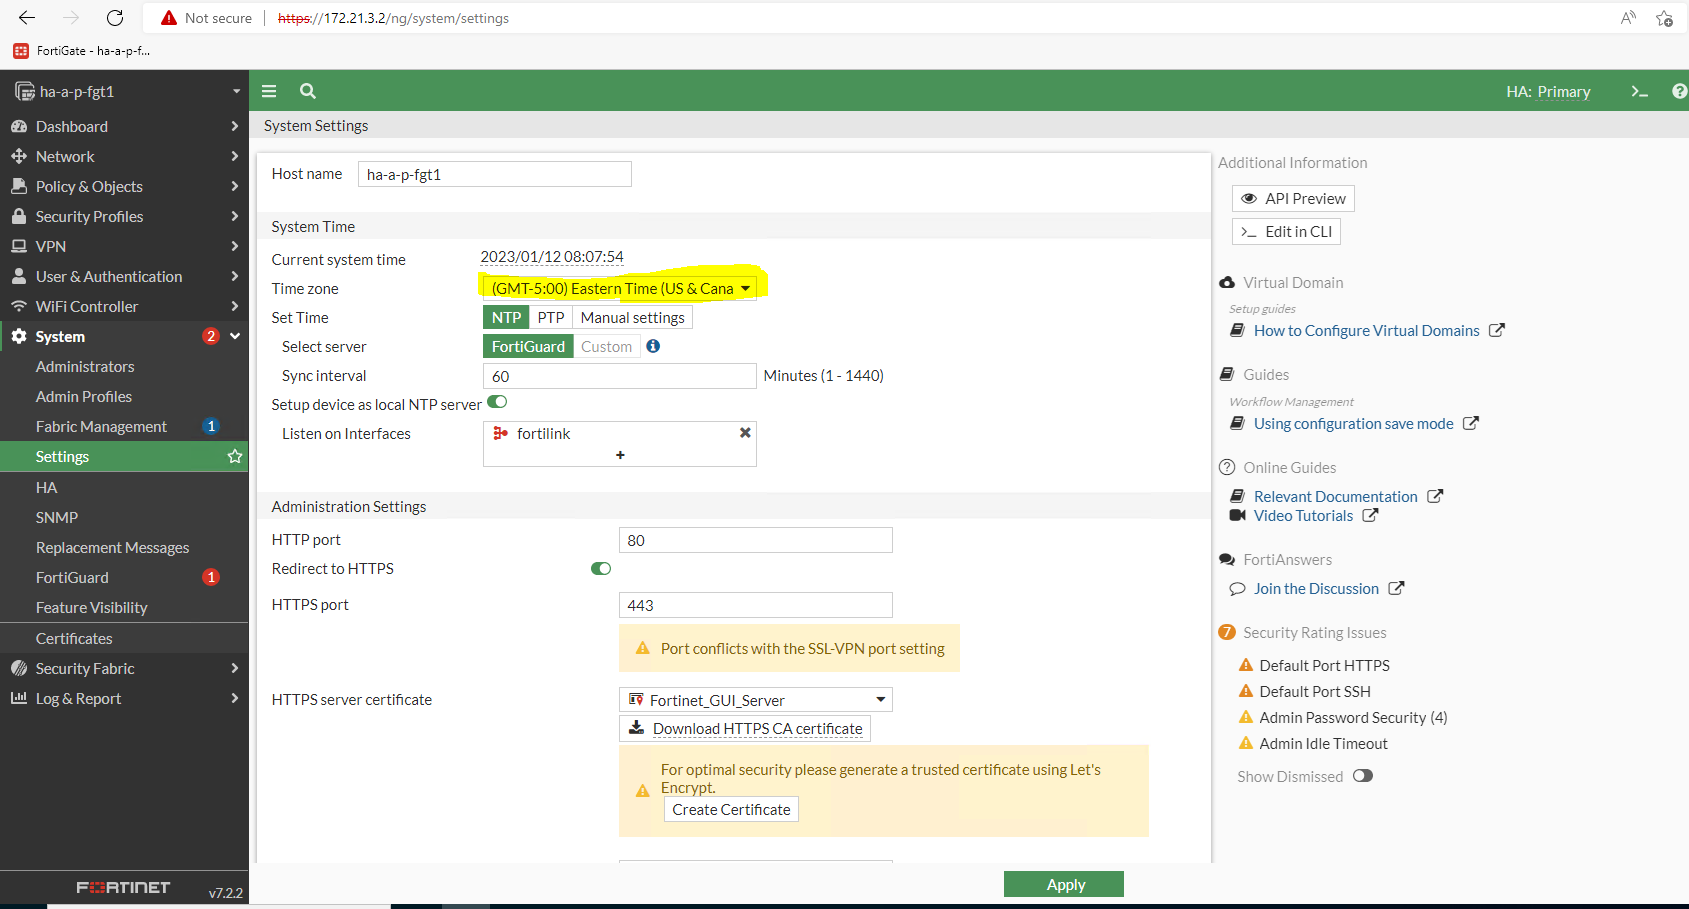 Not secure https://172.21.3.2/ng/system/settings
FortiGate - ha-a-p-f...
ha-a-p-fgt1
Dashboard
Network
Policy & Objects
Security Profiles
VPN
User & Authentication
WiFi Controller
System 2
Administrators
Admin Profiles
Fabric Management 1
Settings
HA
SNMP
Replacement Messages
FortiGuard 1
Feature Visibility
Certificates
Security Fabric
Log & Report
FORTINET v7.2.2
HA: Primary
System Settings
Host name ha-a-p-fgt1
System Time
Current system time 2023/01/12 08:07:54
Time zone (GMT-5:00) Eastern Time (US & Cana
Set Time NTP PTP Manual settings
Select server FortiGuard Custom
Sync interval 60 Minutes (1 - 1440)
Setup device as local NTP server
Listen on Interfaces fortilink
Administration Settings
HTTP port 80
Redirect to HTTPS
HTTPS port 443
Port conflicts with the SSL-VPN port setting
HTTPS server certificate Fortinet_GUI_Server
Download HTTPS CA certificate
For optimal security please generate a trusted certificate using Let's
Encrypt.
Create Certificate
Apply
Additional Information
API Preview
Edit in CLI
Virtual Domain
Setup guides
How to Configure Virtual Domains
Guides
Workflow Management
Using configuration save mode
Online Guides
Relevant Documentation
Video Tutorials
FortiAnswers
Join the Discussion
7 Security Rating Issues
Default Port HTTPS
Default Port SSH
Admin Password Security (4)
Admin Idle Timeout
Show Dismissed